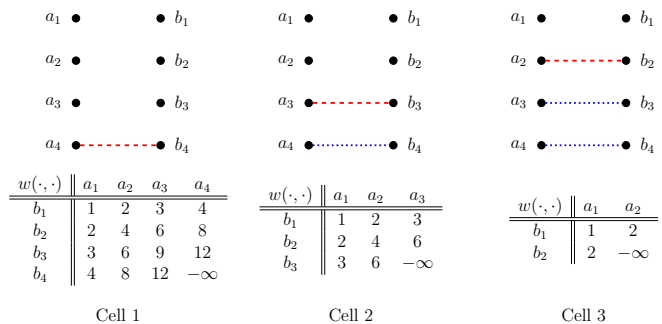 a₁ b₁
a₂ b₂
a₃ b₃
a₄ b₄
w(·,·) a₁ a₂ a₃ a₄
b₁ 1 2 3 4
b₂ 2 4 6 8
b₃ 3 6 9 12
b₄ 4 8 12 −∞
Cell 1
a₁ b₁
a₂ b₂
a₃ b₃
a₄ b₄
w(·,·) a₁ a₂ a₃
b₁ 1 2 3
b₂ 2 4 6
b₃ 3 6 −∞
Cell 2
a₁ b₁
a₂ b₂
a₃ b₃
a₄ b₄
w(·,·) a₁ a₂
b₁ 1 2
b₂ 2 −∞
Cell 3